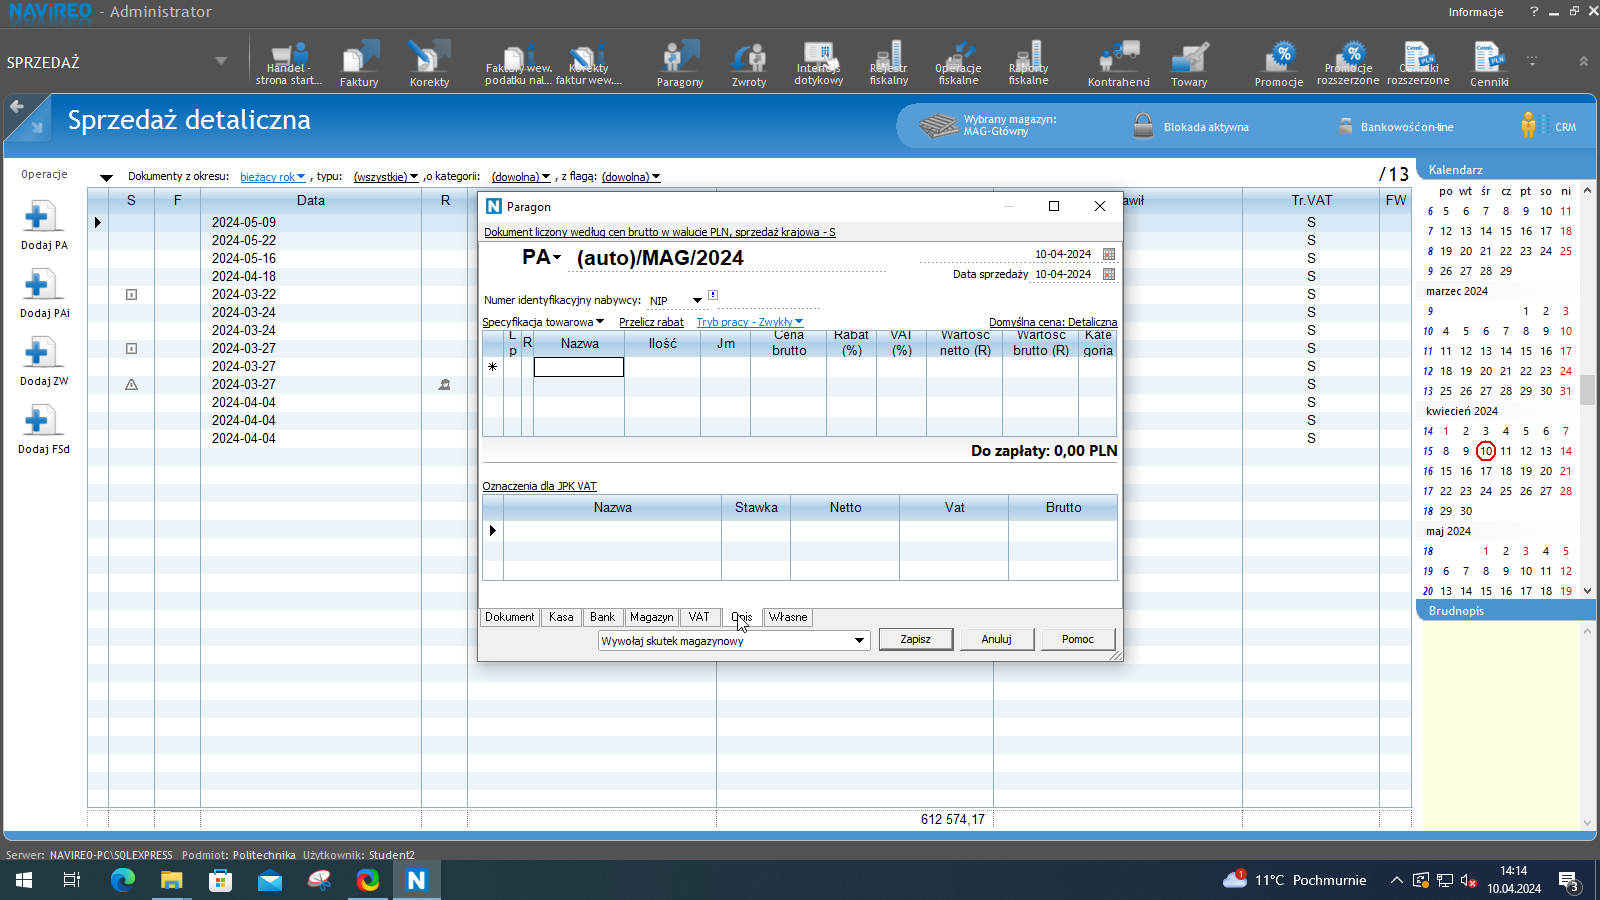 NAVIREO - Administrator
Informacje
?
SPRZEDAŻ
Handel - strona start...
Faktury
Korekty
Faktury wew. podatku nal...
Korekty faktur wew....
Paragony
Zwroty
Interfejs dotykowy
Rejestr fiskalny
Operacje fiskalne
Raporty fiskalne
Kontrahenci
Towary
Promocje
Promocje rozszerzone
Cenniki rozszerzone
Cenniki
Sprzedaż detaliczna
Wybrany magazyn:
MAG-Główny
Blokada aktywna
Bankowość on-line
CRM
Operacje
Dodaj PA
Dodaj PAi
Dodaj ZW
Dodaj FSd
Dokumenty z okresu: bieżący rok , typu: (wszystkie) ,o kategorii: (dowolna) , z flagą: (dowolna)
/ 13
S F Data R
awił Tr.VAT FW
2024-05-09 S
2024-05-22 S
2024-05-16 S
2024-04-18 S
2024-03-22 S
2024-03-24 S
2024-03-24 S
2024-03-27 S
2024-03-27 S
2024-03-27 S
2024-04-04 S
2024-04-04 S
2024-04-04 S
612 574,17
Paragon
Dokument liczony według cen brutto w walucie PLN, sprzedaż krajowa - S
PA (auto)/MAG/2024
10-04-2024
Data sprzedaży 10-04-2024
Numer identyfikacyjny nabywcy: NIP
Specyfikacja towarowa Przelicz rabat Tryb pracy - Zwykły Domyślna cena: Detaliczna
Lp R Nazwa Ilość Jm Cena brutto Rabat (%) VAT (%) Wartość netto (R) Wartość brutto (R) Kategoria
Do zapłaty: 0,00 PLN
Oznaczenia dla JPK VAT
Nazwa Stawka Netto Vat Brutto
Dokument Kasa Bank Magazyn VAT Opis Własne
Wywołaj skutek magazynowy
Zapisz Anuluj Pomoc
Kalendarz
po wt śr cz pt so ni
6 5 6 7 8 9 10 11
7 12 13 14 15 16 17 18
8 19 20 21 22 23 24 25
9 26 27 28 29
marzec 2024
9 1 2 3
10 4 5 6 7 8 9 10
11 11 12 13 14 15 16 17
12 18 19 20 21 22 23 24
13 25 26 27 28 29 30 31
kwiecień 2024
14 1 2 3 4 5 6 7
15 8 9 10 11 12 13 14
16 15 16 17 18 19 20 21
17 22 23 24 25 26 27 28
18 29 30
maj 2024
18 1 2 3 4 5
19 6 7 8 9 10 11 12
20 13 14 15 16 17 18 19
Brudnopis
Serwer: NAVIREO-PC\SQLEXPRESS Podmiot: Politechnika Użytkownik: Student2
1
11°C Pochmurnie
14:14
10.04.2024
3